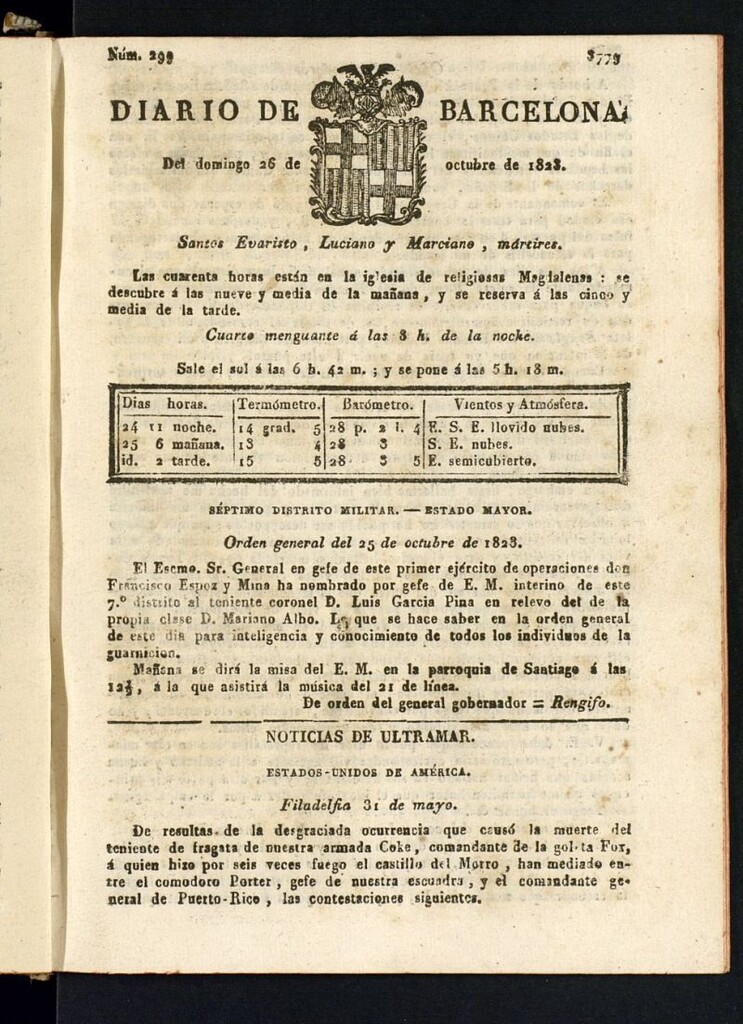 Núm. 299 3779
DIARIO DE BARCELONA,
Del domingo 26 de octubre de 1823.
Santos Evaristo, Luciano y Marciano, mártires.
Las cuarenta horas están en la iglesia de religiosas Magdalenas: se
descubre á las nueve y media de la mañana, y se reserva á las cinco y
media de la tarde.
Cuarto menguante á las 8 h. de la noche.
Sale el sol á las 6 h. 42 m.; y se pone á las 5 h. 18 m.
Dias horas. Termómetro. Barómetro. Vientos y Atmósfera.
24 11 noche. 14 grad. 5 28 p. 2 l. 4 E. S. E. llovido nubes.
25 6 mañana. 13 4 28 3 S. E. nubes.
id. 2 tarde. 15 5 28 3 5 E. semicubierto.
SÉPTIMO DISTRITO MILITAR. — ESTADO MAYOR.
Orden general del 25 de octubre de 1823.
El Escmo. Sr. General en gefe de este primer ejército de operaciones don
Francisco Espoz y Mina ha nombrado por gefe de E. M. interino de este
7.º distrito al teniente coronel D. Luis Garcia Pina en relevo del de la
propia clase D. Mariano Albo. Lo que se hace saber en la orden general
de este dia para inteligencia y conocimiento de todos los individuos de la
guarnicion.
Mañana se dirá la misa del E. M. en la parroquia de Santiago á las
12½, á la que asistirá la música del 21 de línea.
De orden del general gobernador = Rengifo.
NOTICIAS DE ULTRAMAR.
ESTADOS-UNIDOS DE AMÉRICA.
Filadelfia 31 de mayo.
De resultas de la desgraciada ocurrencia que causó la muerte del
teniente de fragata de nuestra armada Coke, comandante de la goleta Fox,
á quien hizo por seis veces fuego el castillo del Morro, han mediado en-
tre el comodoro Porter, gefe de nuestra escuadra, y el comandante ge-
neral de Puerto-Rico, las contestaciones siguientes.